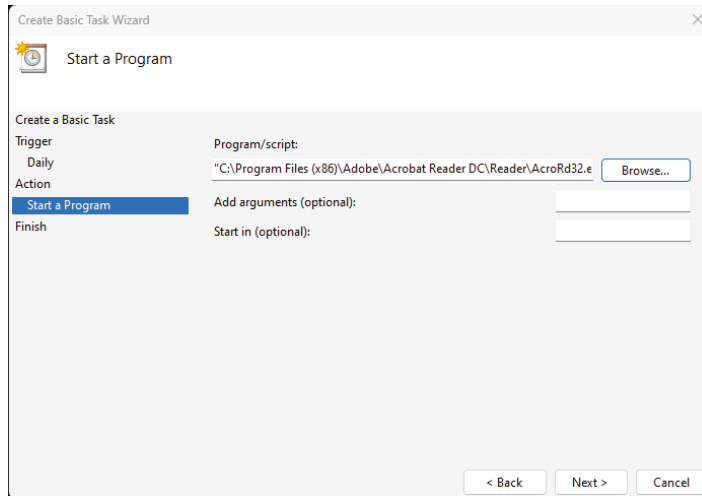 Create Basic Task Wizard
Start a Program
Create a Basic Task
Trigger
Daily
Action
Start a Program
Finish
Program/script:
"C:\Program Files (x86)\Adobe\Acrobat Reader DC\Reader\AcroRd32.e
Browse...
Add arguments (optional):
Start in (optional):
< Back
Next >
Cancel